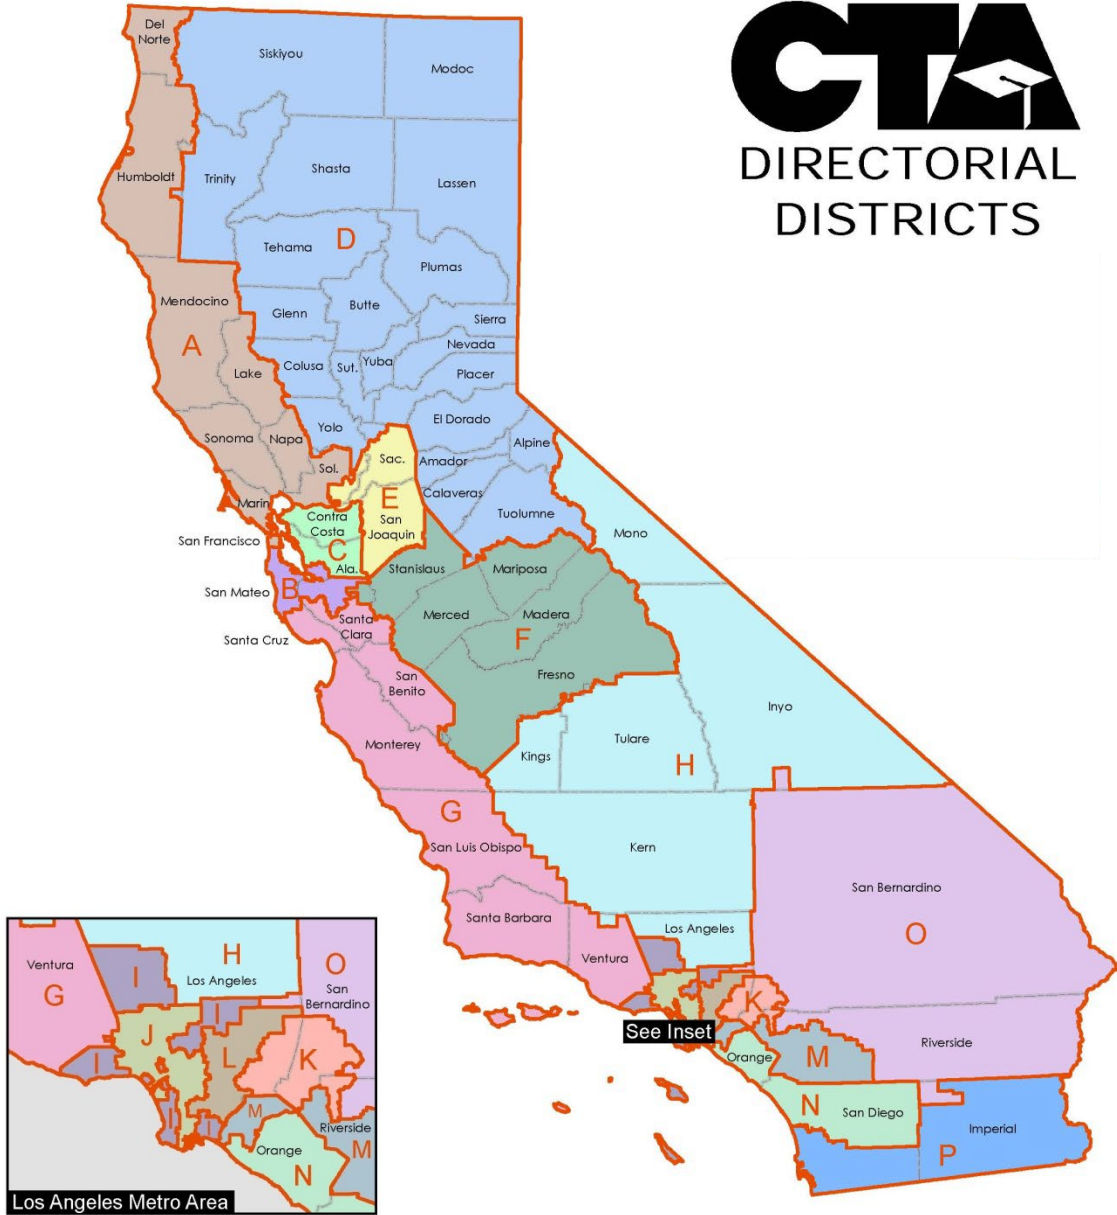 CTA
DIRECTORIAL
DISTRICTS
Del
Norte
Siskiyou
Modoc
Humboldt
Trinity
Shasta
Lassen
Tehama
D
Plumas
Mendocino
Glenn
Butte
Sierra
A
Nevada
Lake
Colusa
Sut.
Yuba
Placer
Sonoma
Napa
Yolo
El Dorado
Alpine
Sol.
Sac.
Amador
Marin
E
Calaveras
Contra
Costa
San
Joaquin
Tuolumne
San Francisco
C
Mono
Ala.
Stanislaus
Mariposa
San Mateo
B
Merced
Madera
Santa
Clara
Santa Cruz
F
San
Benito
Fresno
Inyo
Monterey
Kings
Tulare
H
G
San Luis Obispo
Kern
San Bernardino
Santa Barbara
Los Angeles
O
Ventura
K
See Inset
Orange
M
Riverside
N
San Diego
Imperial
P
H
O
Ventura
I
Los Angeles
San
Bernardino
G
I
J
I
L
K
I
M
I
I
Riverside
Orange
M
N
Los Angeles Metro Area